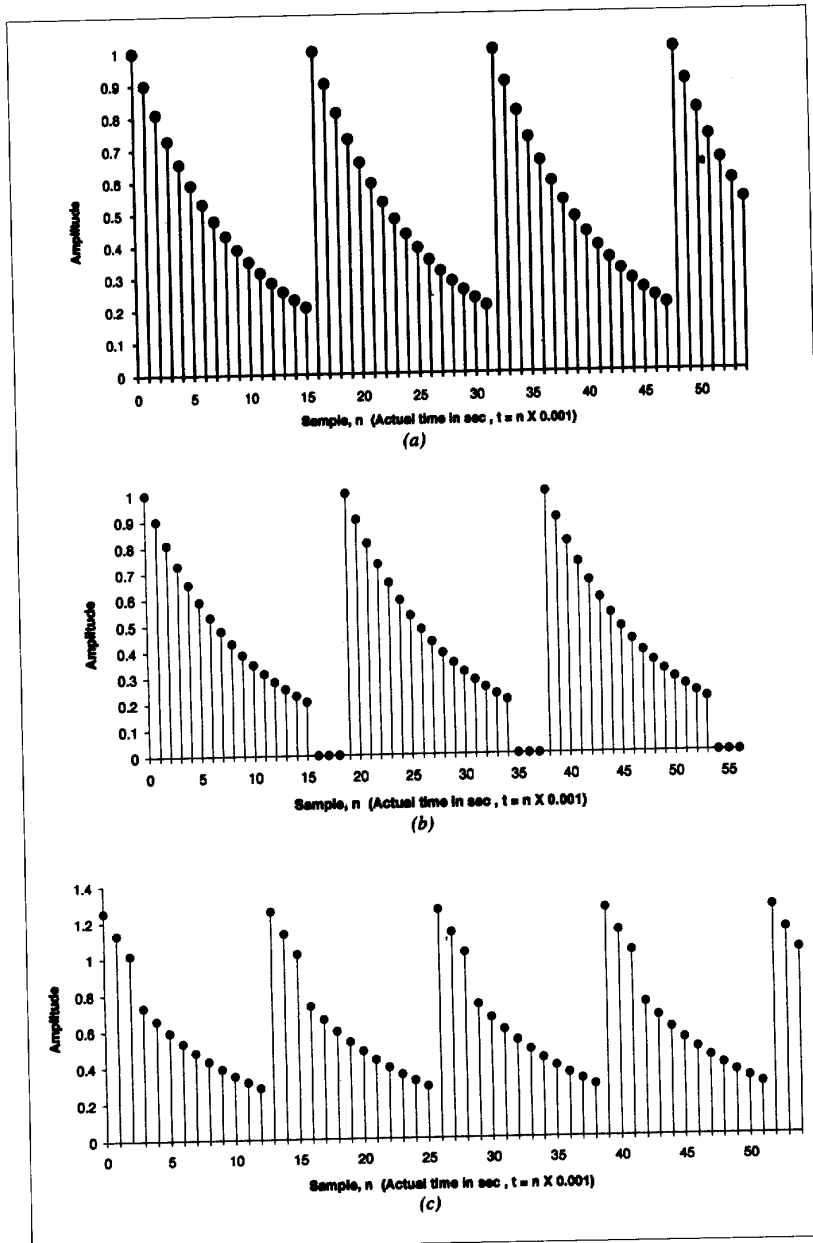 1
0.9
0.8
0.7
0.6
0.5
0.4
0.3
0.2
0.1
0
Amplitude
0 5 10 15 20 25 30 35 40 45 50
Sample, n (Actual time in sec , t = n X 0.001)
(a)
1
0.9
0.8
0.7
0.6
0.5
0.4
0.3
0.2
0.1
0
Amplitude
0 5 10 15 20 25 30 35 40 45 50 55
Sample, n (Actual time in sec , t = n X 0.001)
(b)
1.4
1.2
1
0.8
0.6
0.4
0.2
0
Amplitude
0 5 10 15 20 25 30 35 40 45 50
Sample, n (Actual time in sec , t = n X 0.001)
(c)